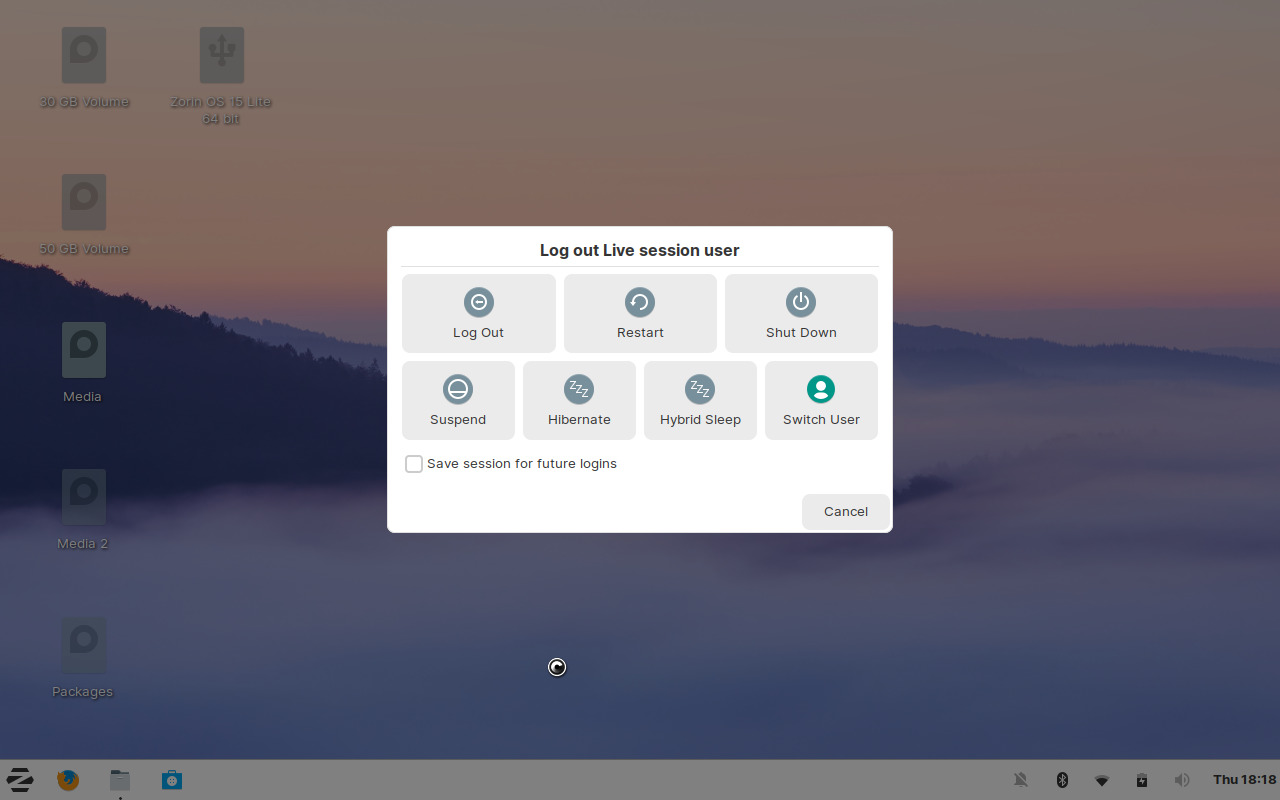 30 GB Volume
Zorin OS 15 Lite
64 bit
50 GB Volume
Media
Media 2
Packages
Log out Live session user
Log Out
Restart
Shut Down
Suspend
Hibernate
Hybrid Sleep
Switch User
Save session for future logins
Cancel
Thu 18:18